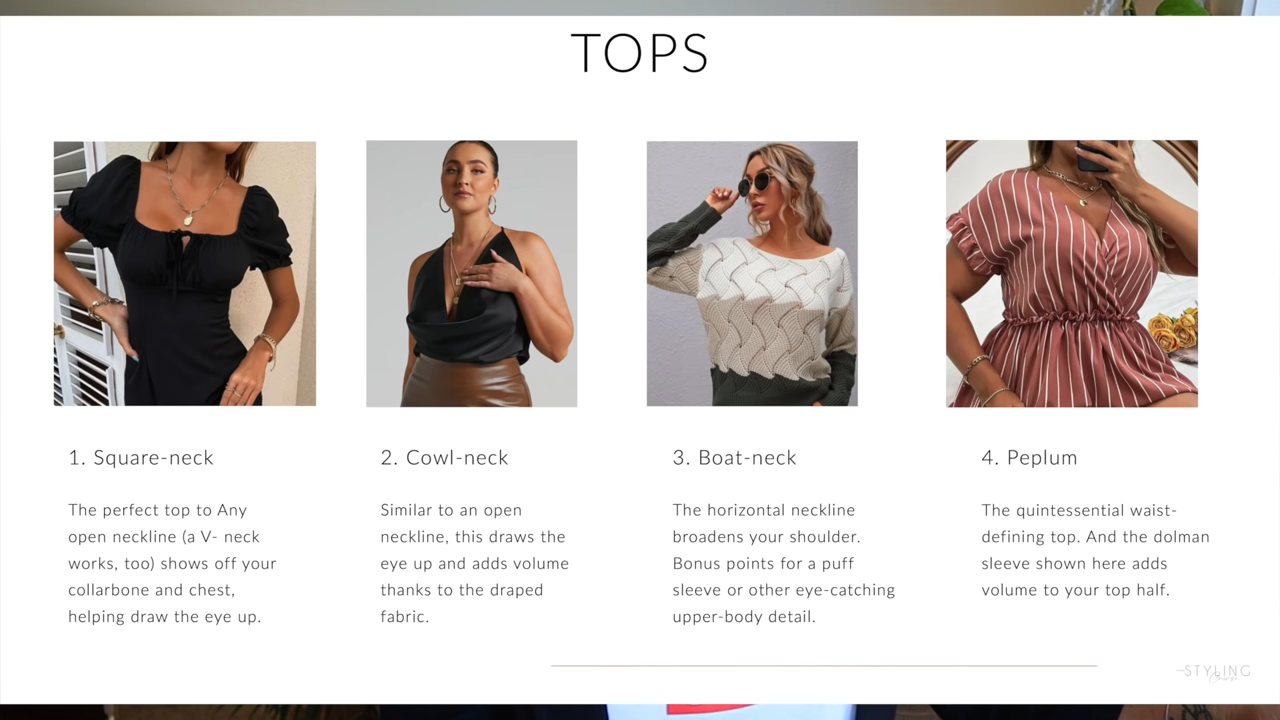 TOPS
1. Square-neck
The perfect top to Any
open neckline (a V- neck
works, too) shows off your
collarbone and chest,
helping draw the eye up.
2. Cowl-neck
Similar to an open
neckline, this draws the
eye up and adds volume
thanks to the draped
fabric.
3. Boat-neck
The horizontal neckline
broadens your shoulder.
Bonus points for a puff
sleeve or other eye-catching
upper-body detail.
4. Peplum
The quintessential waist-
defining top. And the dolman
sleeve shown here adds
volume to your top half.
STYLING